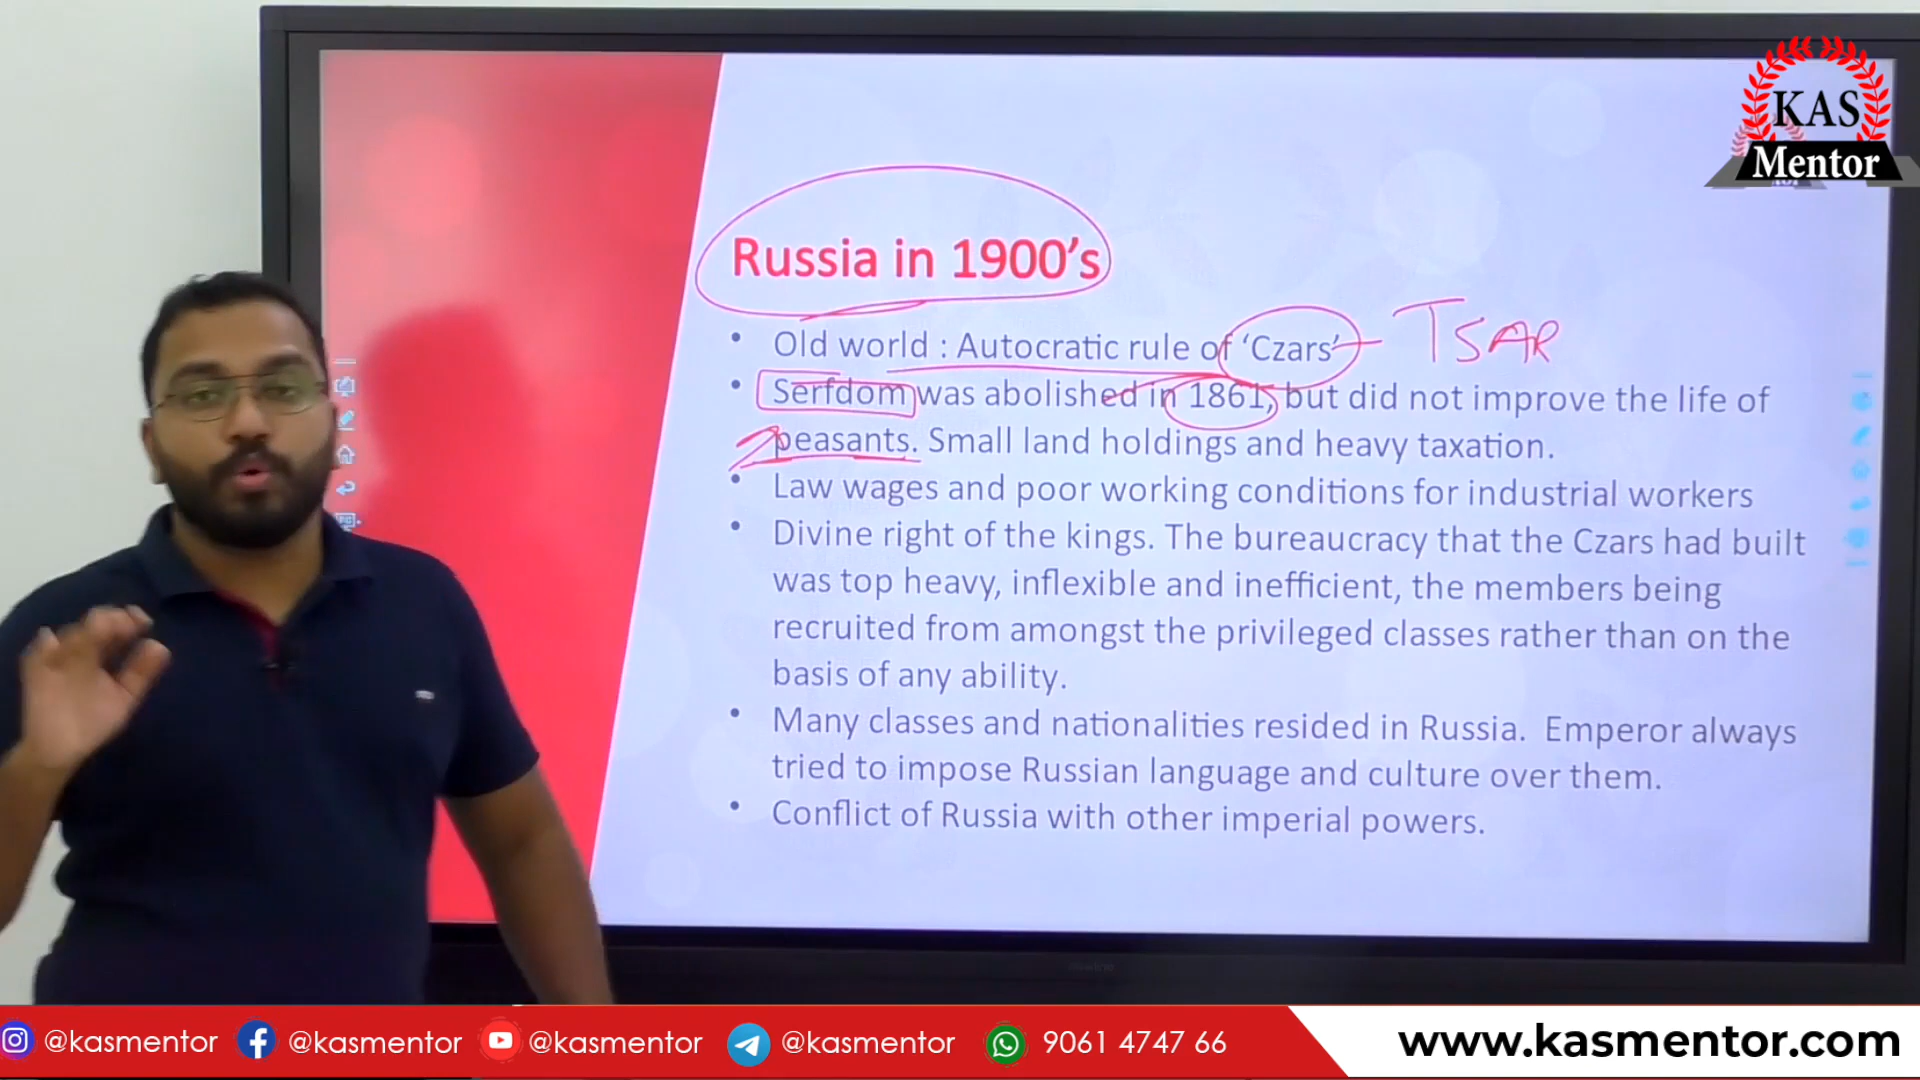 KAS
Mentor
Russia in 1900's
• Old world : Autocratic rule of 'Czars' - TSAR
• Serfdom was abolished in 1861, but did not improve the life of
peasants. Small land holdings and heavy taxation.
• Law wages and poor working conditions for industrial workers
• Divine right of the kings. The bureaucracy that the Czars had built
was top heavy, inflexible and inefficient, the members being
recruited from amongst the privileged classes rather than on the
basis of any ability.
• Many classes and nationalities resided in Russia. Emperor always
tried to impose Russian language and culture over them.
• Conflict of Russia with other imperial powers.
@kasmentor @kasmentor @kasmentor @kasmentor 9061 4747 66 www.kasmentor.com